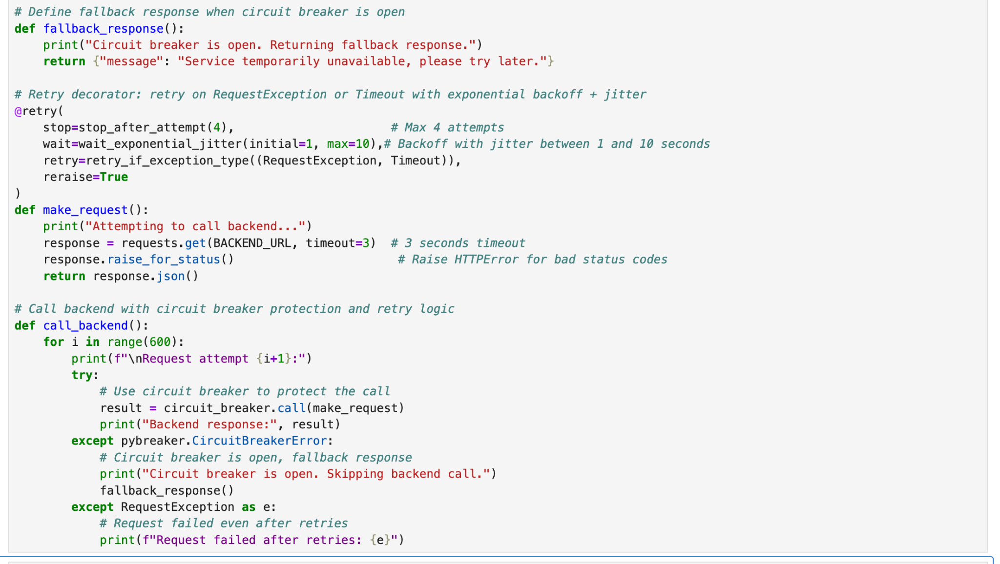 # Define fallback response when circuit breaker is open
def fallback_response():
    print("Circuit breaker is open. Returning fallback response.")
    return {"message": "Service temporarily unavailable, please try later."}

# Retry decorator: retry on RequestException or Timeout with exponential backoff + jitter
@retry(
    stop=stop_after_attempt(4),                      # Max 4 attempts
    wait=wait_exponential_jitter(initial=1, max=10),# Backoff with jitter between 1 and 10 seconds
    retry=retry_if_exception_type((RequestException, Timeout)),
    reraise=True
)
def make_request():
    print("Attempting to call backend...")
    response = requests.get(BACKEND_URL, timeout=3)  # 3 seconds timeout
    response.raise_for_status()                       # Raise HTTPError for bad status codes
    return response.json()

# Call backend with circuit breaker protection and retry logic
def call_backend():
    for i in range(600):
        print(f"\nRequest attempt {i+1}:")
        try:
            # Use circuit breaker to protect the call
            result = circuit_breaker.call(make_request)
            print("Backend response:", result)
        except pybreaker.CircuitBreakerError:
            # Circuit breaker is open, fallback response
            print("Circuit breaker is open. Skipping backend call.")
            fallback_response()
        except RequestException as e:
            # Request failed even after retries
            print(f"Request failed after retries: {e}")